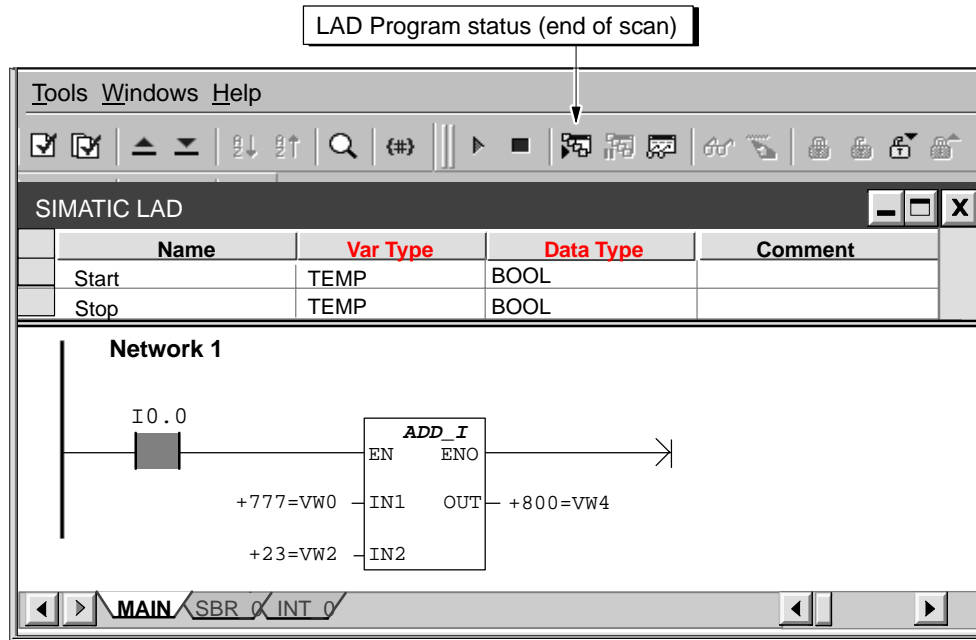 LAD Program status (end of scan)
Tools Windows Help
SIMATIC LAD
Name Var Type Data Type Comment
Start TEMP BOOL
Stop TEMP BOOL
Network 1
I0.0
ADD_I
EN ENO
+777=VW0 IN1 OUT +800=VW4
+23=VW2 IN2
MAIN SBR_0 INT_0